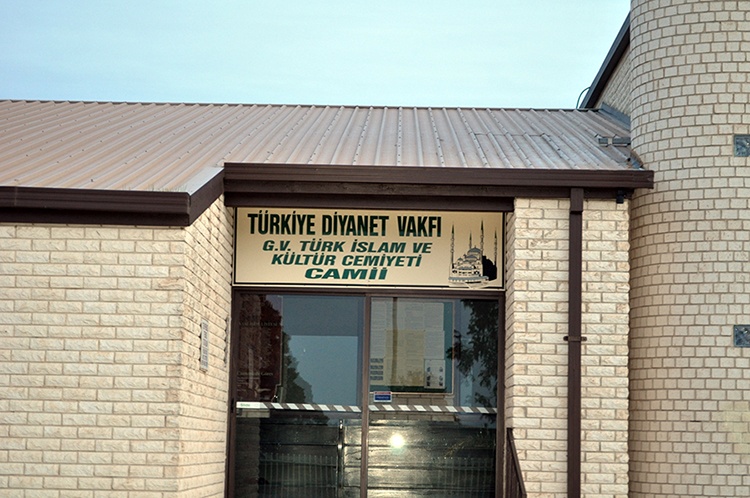 TÜRKİYE DİYANET VAKFI
G.V. TÜRK İSLAM VE
KÜLTÜR CEMİYETİ
CAMİİ